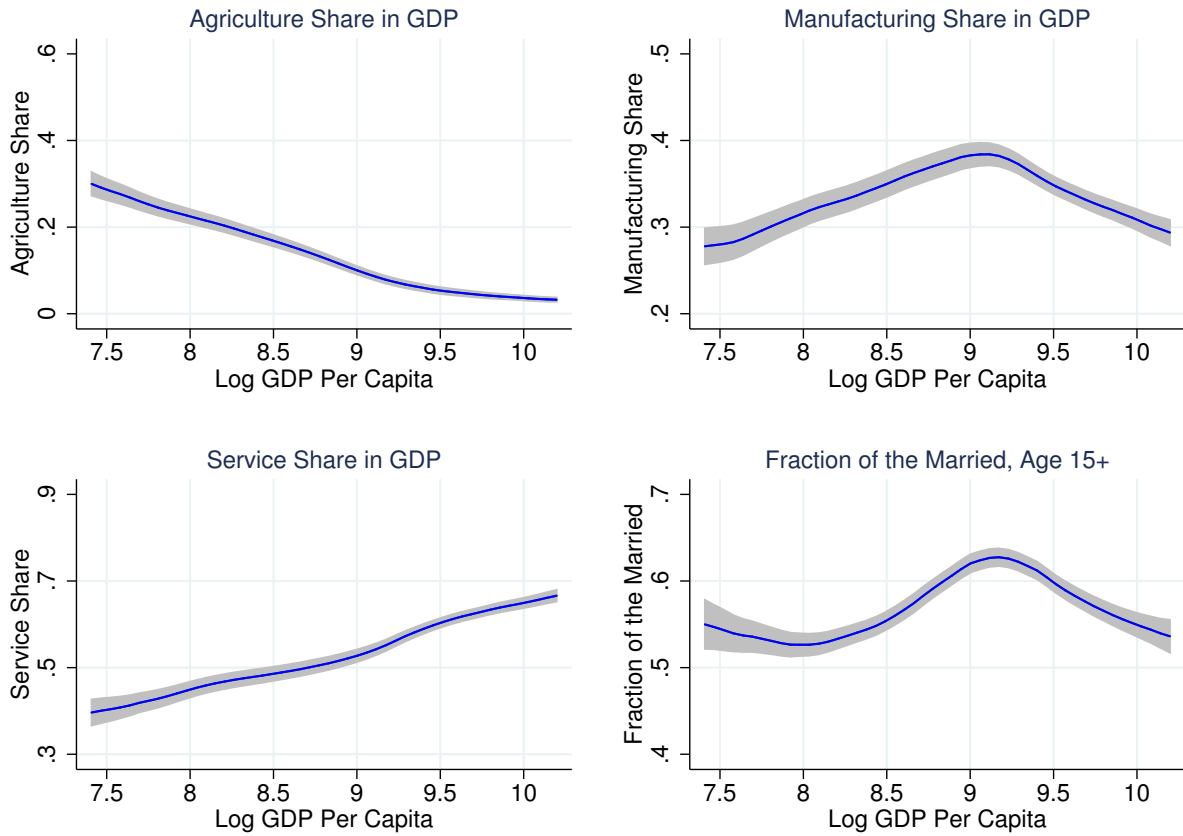 Agriculture Share in GDP
Agriculture Share
.6
.4
.2
0
7.5 8 8.5 9 9.5 10
Log GDP Per Capita
Manufacturing Share in GDP
Manufacturing Share
.5
.4
.3
.2
7.5 8 8.5 9 9.5 10
Log GDP Per Capita
Service Share in GDP
Service Share
.9
.7
.5
.3
7.5 8 8.5 9 9.5 10
Log GDP Per Capita
Fraction of the Married, Age 15+
Fraction of the Married
.7
.6
.5
.4
7.5 8 8.5 9 9.5 10
Log GDP Per Capita